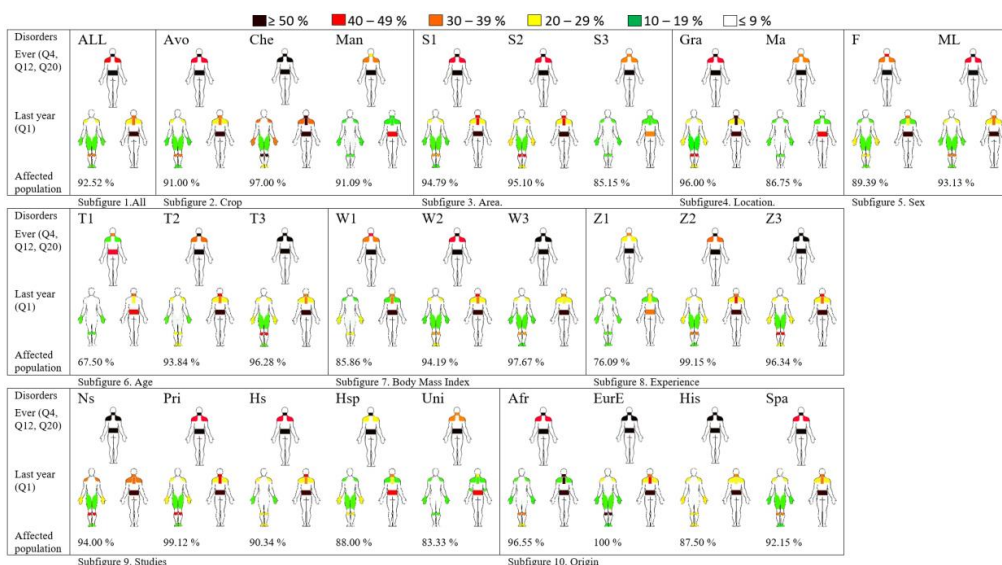 ≥ 50 % 40 – 49 % 30 – 39 % 20 – 29 % 10 – 19 % ≤ 9 %
Disorders ALL Avo Che Man S1 S2 S3 Gra Ma F ML
Ever (Q4,
Q12, Q20)
Last year
(Q1)
Affected
population
92.52 % 91.00 % 97.00 % 91.09 % 94.79 % 95.10 % 85.15 % 96.00 % 86.75 % 89.39 % 93.13 %
Subfigure 1.All Subfigure 2. Crop Subfigure 3. Area. Subfigure4. Location. Subfigure 5. Sex
Disorders T1 T2 T3 W1 W2 W3 Z1 Z2 Z3
Ever (Q4,
Q12, Q20)
Last year
(Q1)
Affected
population
67.50 % 93.84 % 96.28 % 85.86 % 94.19 % 97.67 % 76.09 % 99.15 % 96.34 %
Subfigure 6. Age Subfigure 7. Body Mass Index Subfigure 8. Experience
Disorders Ns Pri Hs Hsp Uni Afr EurE His Spa
Ever (Q4,
Q12, Q20)
Last year
(Q1)
Affected
population
94.00 % 99.12 % 90.34 % 88.00 % 83.33 % 96.55 % 100 % 87.50 % 92.15 %
Subfigure 9. Studies Subfigure 10. Origin